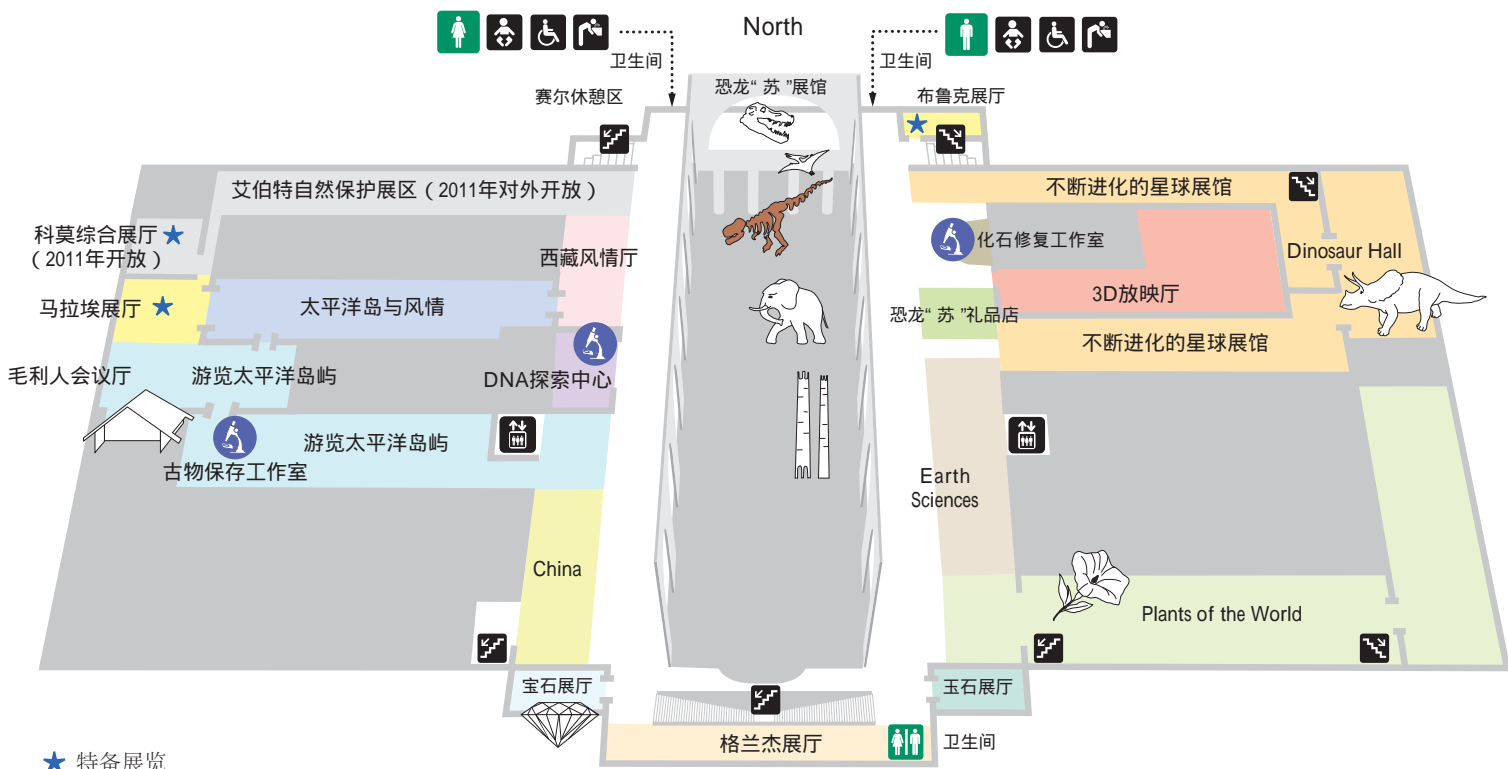 North
卫生间
卫生间
恐龙“ 苏 ”展馆
赛尔休憩区
布鲁克展厅
艾伯特自然保护展区（2011年对外开放）
不断进化的星球展馆
科莫综合展厅
（2011年开放）
西藏风情厅
化石修复工作室
Dinosaur Hall
马拉埃展厅
太平洋岛与风情
3D放映厅
恐龙“ 苏 ”礼品店
不断进化的星球展馆
毛利人会议厅
游览太平洋岛屿
DNA探索中心
游览太平洋岛屿
古物保存工作室
Earth
Sciences
China
Plants of the World
宝石展厅
玉石展厅
格兰杰展厅
卫生间
特备展览